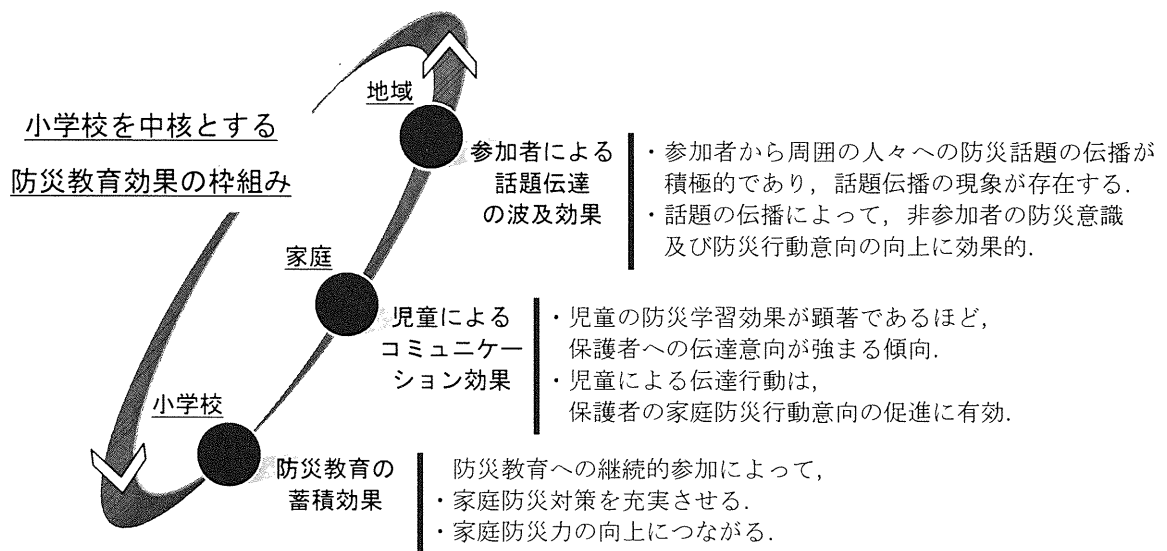 小学校を中核とする
防災教育効果の枠組み
地域
参加者による
話題伝達
の波及効果
・参加者から周囲の人々への防災話題の伝播が
積極的であり，話題伝播の現象が存在する．
・話題の伝播によって，非参加者の防災意識
及び防災行動意向の向上に効果的．
家庭
児童による
コミュニケー
ション効果
・児童の防災学習効果が顕著であるほど，
保護者への伝達意向が強まる傾向．
・児童による伝達行動は，
保護者の家庭防災行動意向の促進に有効．
小学校
防災教育の
蓄積効果
防災教育への継続的参加によって，
・家庭防災対策を充実させる．
・家庭防災力の向上につながる．